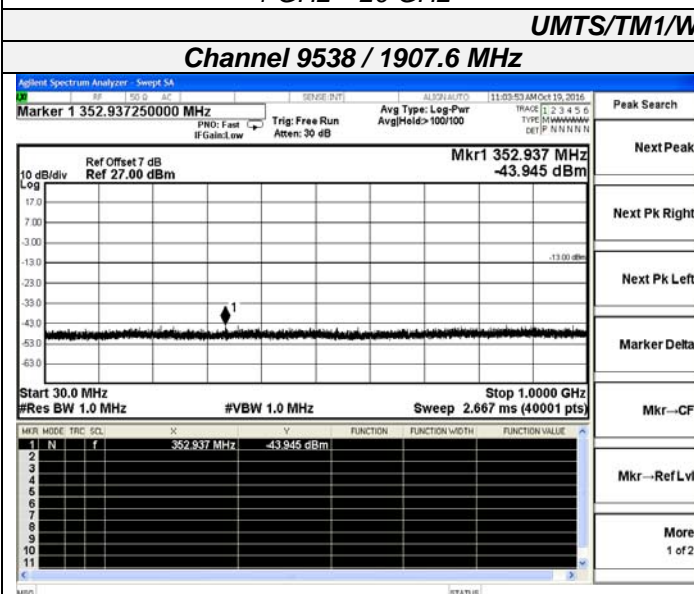 UMTS/TM1/W
Channel 9538 / 1907.6 MHz
Agilent Spectrum Analyzer - Swept SA
RF 50 Ω AC SENSE:INT ALIGN AUTO 11:03:53 AM Oct 19, 2016
Marker 1 352.937250000 MHz
PNO: Fast
IFGain:Low
Trig: Free Run
Atten: 30 dB
Avg Type: Log-Pwr
Avg|Hold>100/100
TRACE 1 2 3 4 5 6
TYPE M
DET P N N N N N
Peak Search
Next Peak
Next Pk Right
Next Pk Left
Marker Delta
Mkr→CF
Mkr→RefLvl
More
1 of 2
Ref Offset 7 dB
10 dB/div Ref 27.00 dBm
Log
Mkr1 352.937 MHz
-43.945 dBm
17.0
7.00
-3.00
-13.0
-23.0
-33.0
-43.0
-53.0
-63.0
-13.00 dBm
1
Start 30.0 MHz Stop 1.0000 GHz
#Res BW 1.0 MHz #VBW 1.0 MHz Sweep 2.667 ms (40001 pts)
MKR MODE TRC SCL X Y FUNCTION FUNCTION WIDTH FUNCTION VALUE
1 N f 352.937 MHz -43.945 dBm
2
3
4
5
6
7
8
9
10
11
MSG STATUS